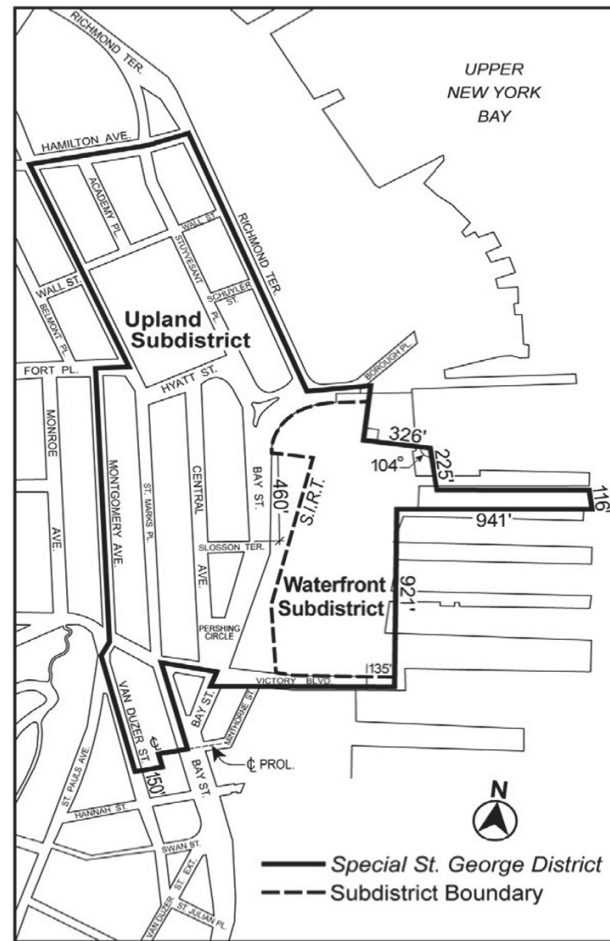 RICHMOND TER.
UPPER
NEW YORK
BAY
HAMILTON AVE.
ACADEMY PL.
WALL ST.
STUYVESANT PL.
RICHMOND TER.
SCHUYLER ST.
WALL ST.
BELMONT PL.
Upland
Subdistrict
BOROUGH PL.
FORT PL.
HYATT ST.
326'
104°
225'
116'
MONROE AVE.
MONTGOMERY AVE.
ST. MARKS PL.
CENTRAL AVE.
BAY ST.
460'
S.I.R.T.
941'
SLOSSON TER.
921'
Waterfront
Subdistrict
PERSHING
CIRCLE
135'
VICTORY BLVD.
VAN DUZER ST.
BAY ST.
MINTHORNE ST.
150'
BAY ST.
℄ PROL.
ST. PAULS AVE.
HANNAH ST.
SWAN ST.
VAN DUZER ST. EXT.
ST. JULIAN PL.
N
Special St. George District
Subdistrict Boundary